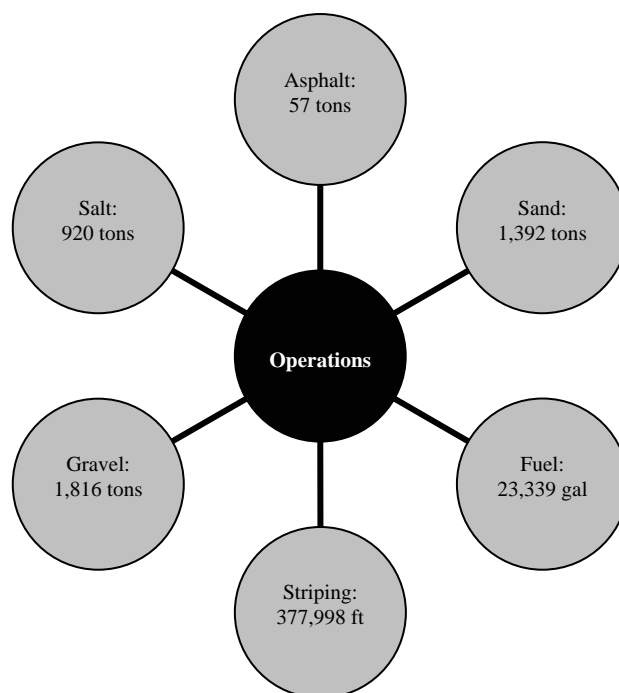 Asphalt:
57 tons
Salt:
920 tons
Sand:
1,392 tons
Operations
Gravel:
1,816 tons
Fuel:
23,339 gal
Striping:
377,998 ft